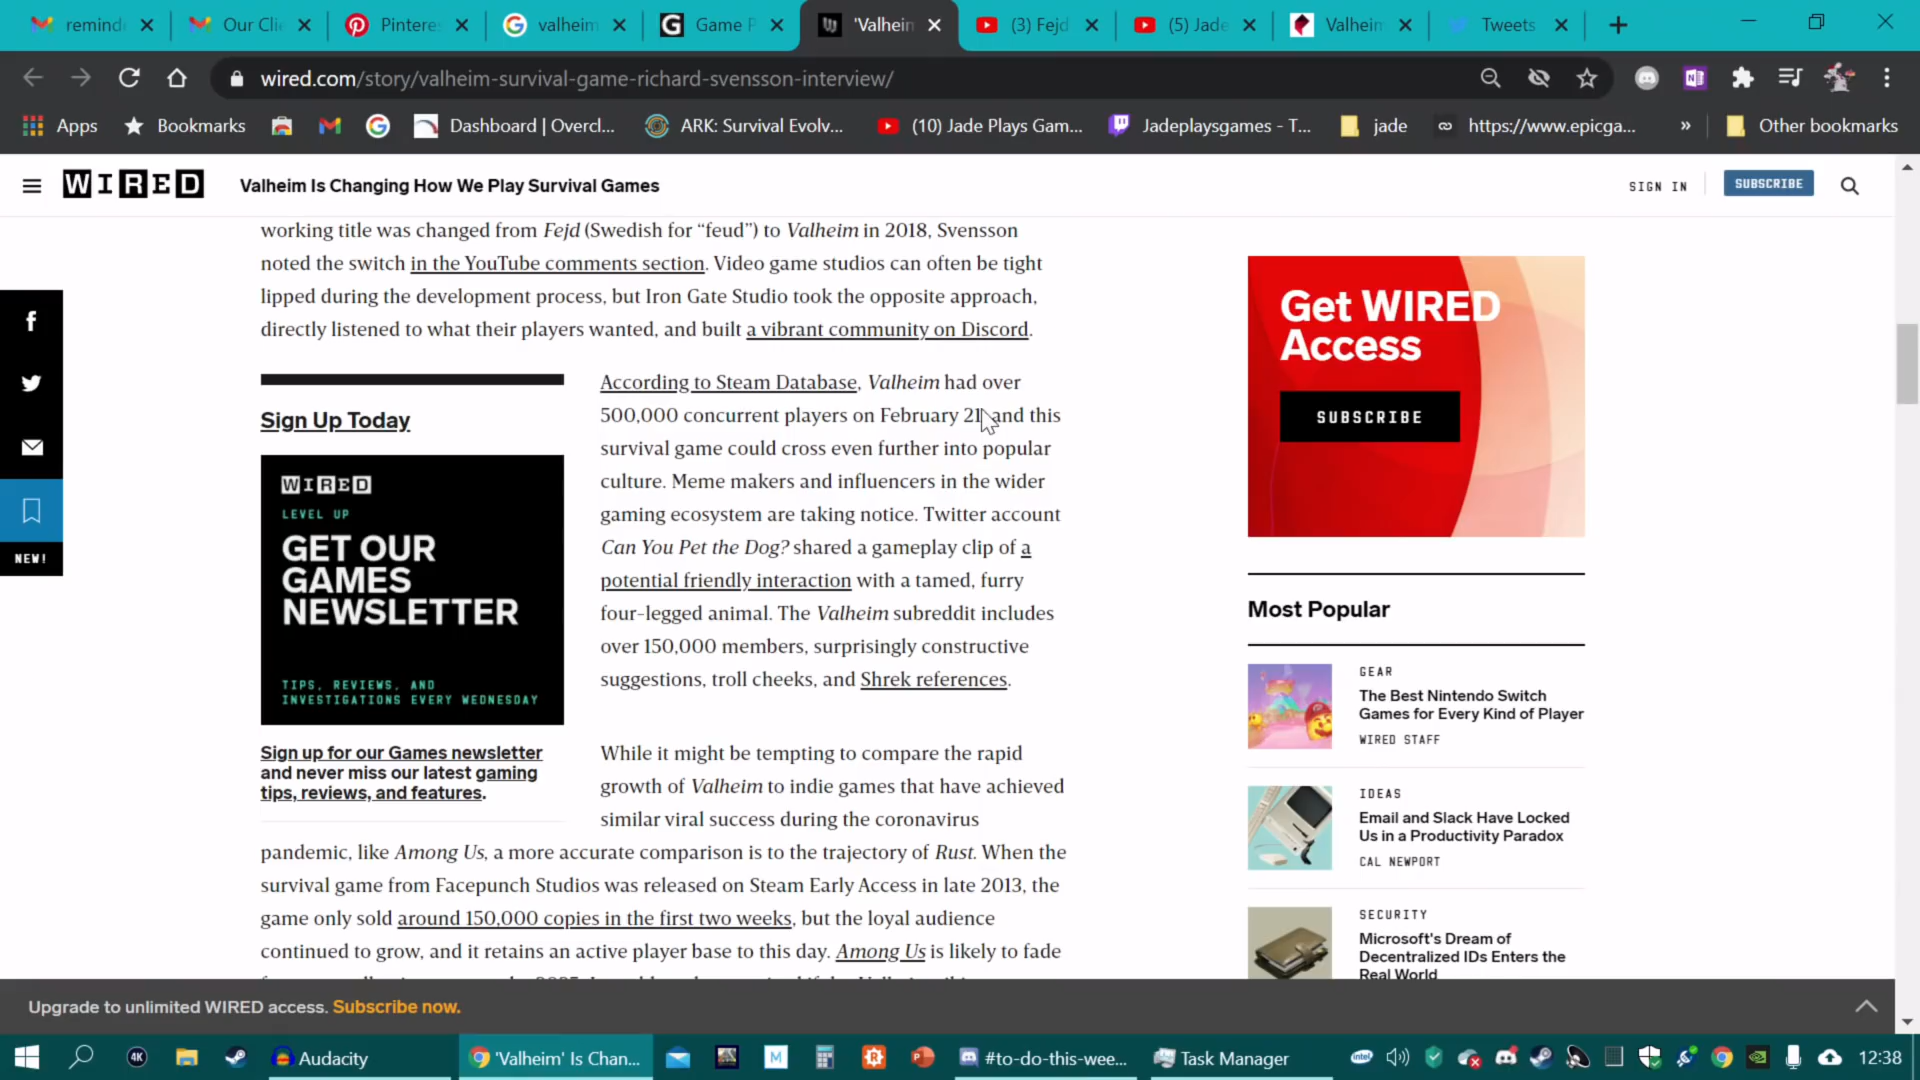 remind
Our Clie
Pinteres
valheim
Game P
'Valheim
(3) Fejd
(5) Jade
Valheim
Tweets
wired.com/story/valheim-survival-game-richard-svensson-interview/
Apps
Bookmarks
Dashboard | Overcl...
ARK: Survival Evolv...
(10) Jade Plays Gam...
Jadeplaysgames - T...
jade
https://www.epicga...
»
Other bookmarks
WIRED
Valheim Is Changing How We Play Survival Games
SIGN IN
SUBSCRIBE
working title was changed from Fejd (Swedish for “feud”) to Valheim in 2018, Svensson
noted the switch in the YouTube comments section. Video game studios can often be tight
lipped during the development process, but Iron Gate Studio took the opposite approach,
directly listened to what their players wanted, and built a vibrant community on Discord.
NEW!
Sign Up Today
WIRED
LEVEL UP
GET OUR
GAMES
NEWSLETTER
TIPS, REVIEWS, AND
INVESTIGATIONS EVERY WEDNESDAY
Sign up for our Games newsletter
and never miss our latest gaming
tips, reviews, and features.
According to Steam Database, Valheim had over
500,000 concurrent players on February 21, and this
survival game could cross even further into popular
culture. Meme makers and influencers in the wider
gaming ecosystem are taking notice. Twitter account
Can You Pet the Dog? shared a gameplay clip of a
potential friendly interaction with a tamed, furry
four-legged animal. The Valheim subreddit includes
over 150,000 members, surprisingly constructive
suggestions, troll cheeks, and Shrek references.
While it might be tempting to compare the rapid
growth of Valheim to indie games that have achieved
similar viral success during the coronavirus
pandemic, like Among Us, a more accurate comparison is to the trajectory of Rust. When the
survival game from Facepunch Studios was released on Steam Early Access in late 2013, the
game only sold around 150,000 copies in the first two weeks, but the loyal audience
continued to grow, and it retains an active player base to this day. Among Us is likely to fade
Get WIRED
Access
SUBSCRIBE
Most Popular
GEAR
The Best Nintendo Switch
Games for Every Kind of Player
WIRED STAFF
IDEAS
Email and Slack Have Locked
Us in a Productivity Paradox
CAL NEWPORT
SECURITY
Microsoft's Dream of
Decentralized IDs Enters the
Real World
Upgrade to unlimited WIRED access. Subscribe now.
4K
Audacity
'Valheim' Is Chan...
#to-do-this-wee...
Task Manager
12:38